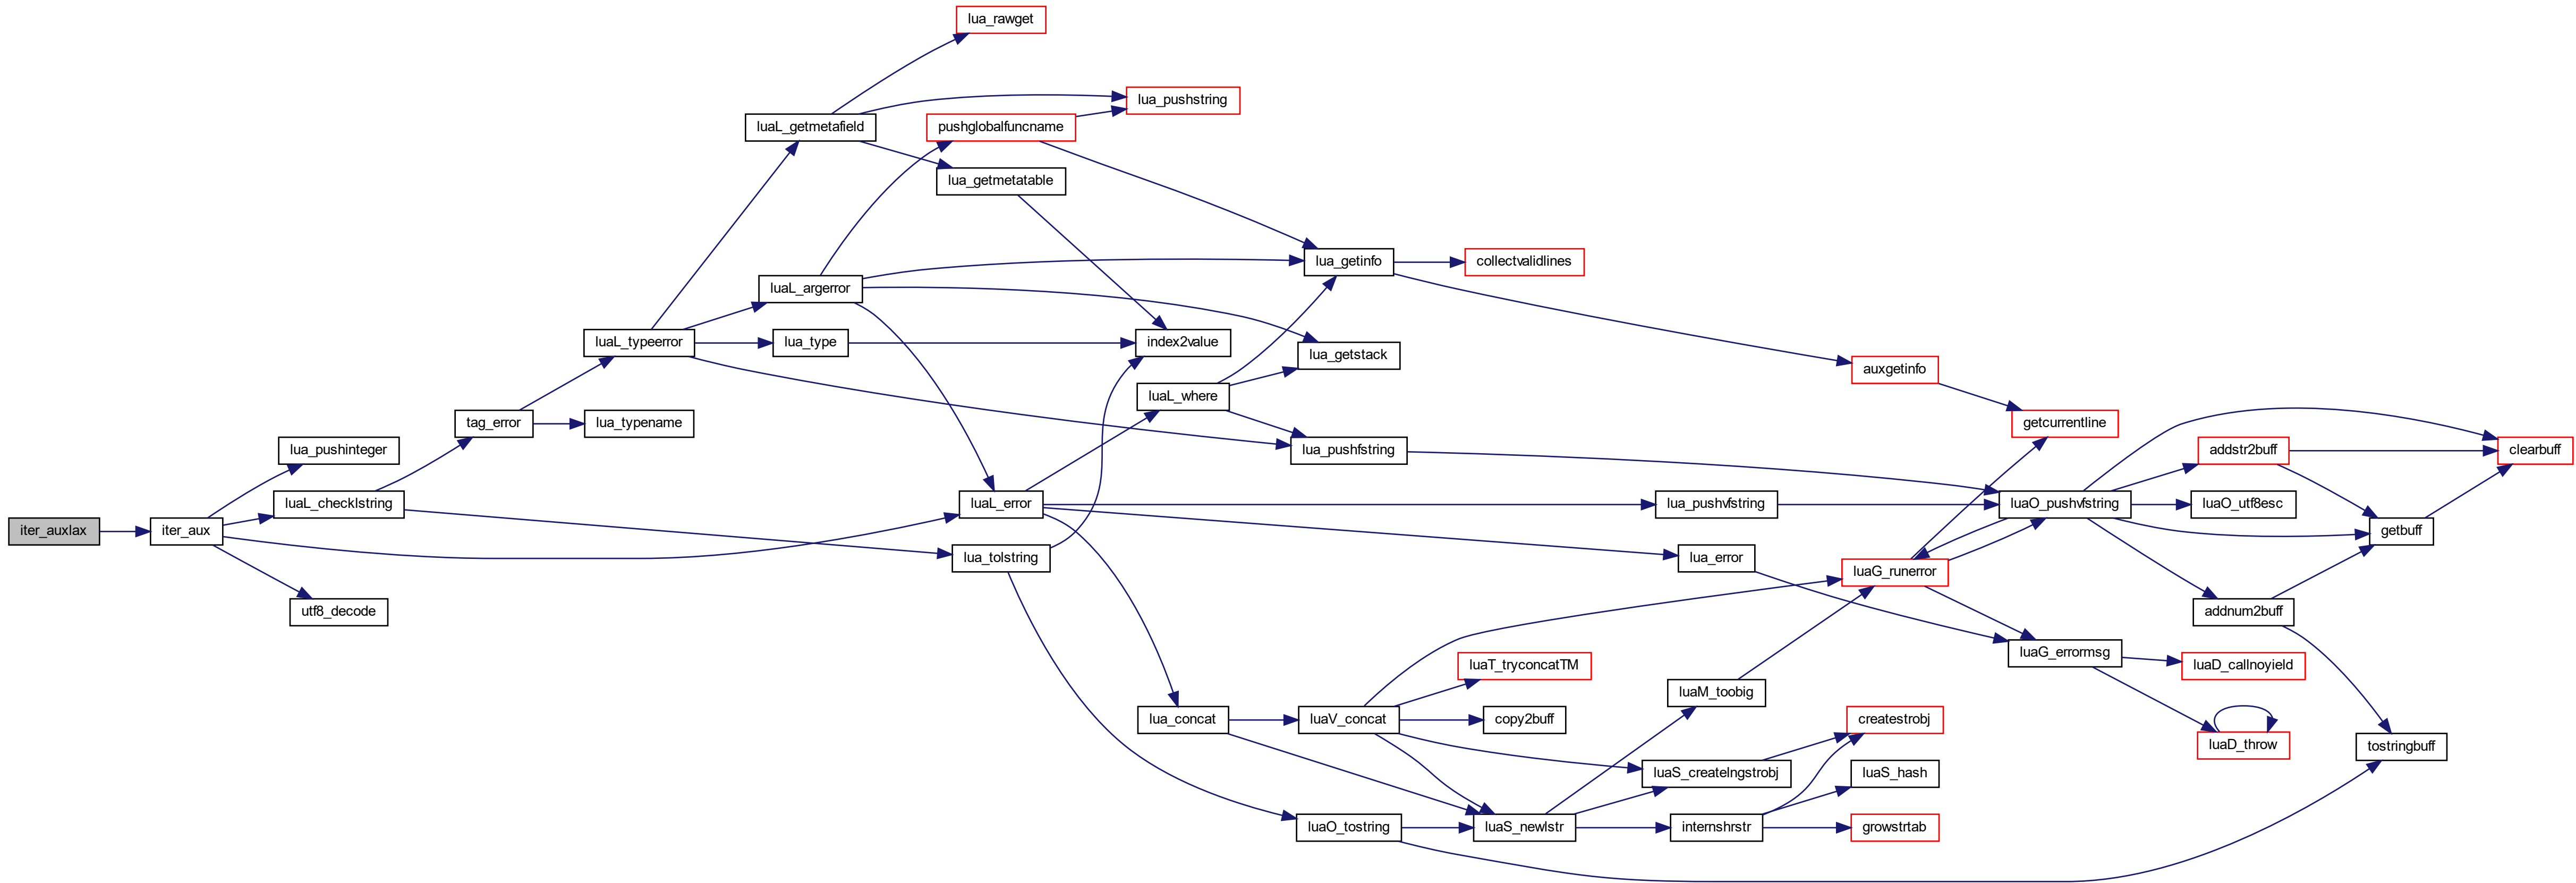 lua_rawget
lua_pushstring
luaL_getmetafield
pushglobalfuncname
lua_getmetatable
lua_getinfo
collectvalidlines
luaL_argerror
luaL_typeerror
lua_type
index2value
lua_getstack
auxgetinfo
luaL_where
tag_error
lua_typename
getcurrentline
lua_pushinteger
lua_pushfstring
addstr2buff
clearbuff
luaL_checklstring
luaL_error
lua_pushvfstring
luaO_pushvfstring
luaO_utf8esc
iter_auxlax
iter_aux
getbuff
lua_tolstring
lua_error
luaG_runerror
utf8_decode
addnum2buff
luaG_errormsg
luaT_tryconcatTM
luaD_callnoyield
luaM_toobig
lua_concat
luaV_concat
copy2buff
createstrobj
luaD_throw
tostringbuff
luaS_createlngstrobj
luaS_hash
luaO_tostring
luaS_newlstr
internshrstr
growstrtab